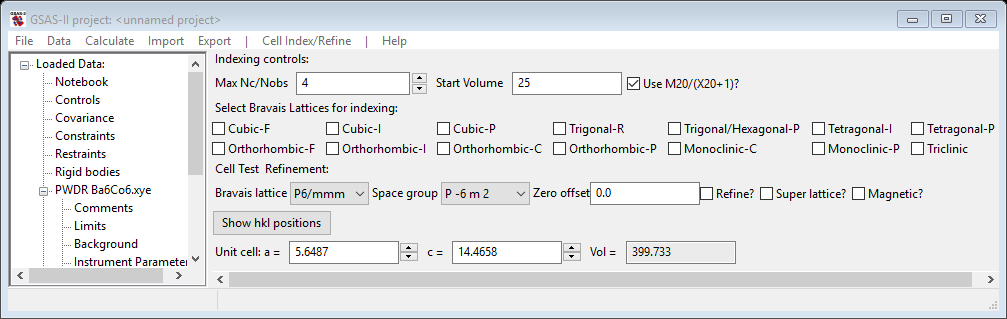 GSAS-II project: <unnamed project>
File Data Calculate Import Export | Cell Index/Refine | Help
Loaded Data:
Notebook
Controls
Covariance
Constraints
Restraints
Rigid bodies
PWDR Ba6Co6.xye
Comments
Limits
Background
Instrument Parameter
Indexing controls:
Max Nc/Nobs 4 Start Volume 25 Use M20/(X20+1)?
Select Bravais Lattices for indexing:
Cubic-F Cubic-I Cubic-P Trigonal-R Trigonal/Hexagonal-P Tetragonal-I Tetragonal-P
Orthorhombic-F Orthorhombic-I Orthorhombic-C Orthorhombic-P Monoclinic-C Monoclinic-P Triclinic
Cell Test Refinement:
Bravais lattice P6/mmm Space group P -6 m 2 Zero offset 0.0 Refine? Super lattice? Magnetic?
Show hkl positions
Unit cell: a = 5.6487 c = 14.4658 Vol = 399.733